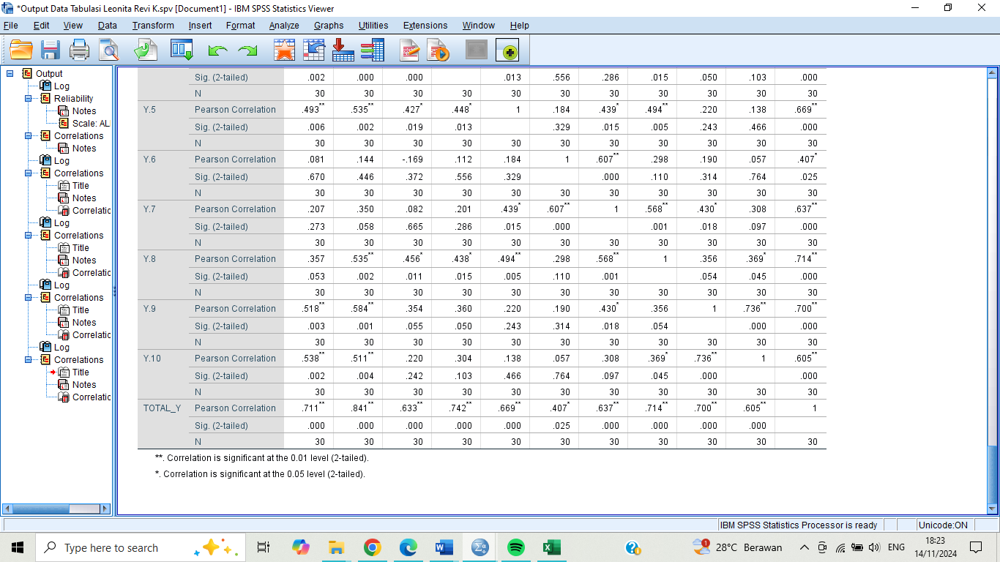 *Output Data Tabulasi Leonita Revi K.spv [Document1] - IBM SPSS Statistics Viewer
File Edit View Data Transform Insert Format Analyze Graphs Utilities Extensions Window Help
Output
Log
Reliability
Notes
Scale: AL
Correlations
Notes
Log
Correlations
Title
Notes
Correlatic
Log
Correlations
Title
Notes
Correlatic
Log
Correlations
Title
Notes
Correlatic
Log
Correlations
Title
Notes
Correlatic
Sig. (2-tailed) .002 .000 .000 .013 .556 .286 .015 .050 .103 .000
N 30 30 30 30 30 30 30 30 30 30 30
Y.5 Pearson Correlation .493** .535** .427* .448* 1 .184 .439* .494** .220 .138 .669**
Sig. (2-tailed) .006 .002 .019 .013 .329 .015 .005 .243 .466 .000
N 30 30 30 30 30 30 30 30 30 30 30
Y.6 Pearson Correlation .081 .144 -.169 .112 .184 1 .607** .298 .190 .057 .407*
Sig. (2-tailed) .670 .446 .372 .556 .329 .000 .110 .314 .764 .025
N 30 30 30 30 30 30 30 30 30 30 30
Y.7 Pearson Correlation .207 .350 .082 .201 .439* .607** 1 .568** .430* .308 .637**
Sig. (2-tailed) .273 .058 .665 .286 .015 .000 .001 .018 .097 .000
N 30 30 30 30 30 30 30 30 30 30 30
Y.8 Pearson Correlation .357 .535** .456* .438* .494** .298 .568** 1 .356 .369* .714**
Sig. (2-tailed) .053 .002 .011 .015 .005 .110 .001 .054 .045 .000
N 30 30 30 30 30 30 30 30 30 30 30
Y.9 Pearson Correlation .518** .584** .354 .360 .220 .190 .430* .356 1 .736** .700**
Sig. (2-tailed) .003 .001 .055 .050 .243 .314 .018 .054 .000 .000
N 30 30 30 30 30 30 30 30 30 30 30
Y.10 Pearson Correlation .538** .511** .220 .304 .138 .057 .308 .369* .736** 1 .605**
Sig. (2-tailed) .002 .004 .242 .103 .466 .764 .097 .045 .000 .000
N 30 30 30 30 30 30 30 30 30 30 30
TOTAL_Y Pearson Correlation .711** .841** .633** .742** .669** .407* .637** .714** .700** .605** 1
Sig. (2-tailed) .000 .000 .000 .000 .000 .025 .000 .000 .000 .000
N 30 30 30 30 30 30 30 30 30 30 30
**. Correlation is significant at the 0.01 level (2-tailed).
*. Correlation is significant at the 0.05 level (2-tailed).
IBM SPSS Statistics Processor is ready Unicode:ON
Type here to search 1 28°C Berawan ENG 18:23
14/11/2024